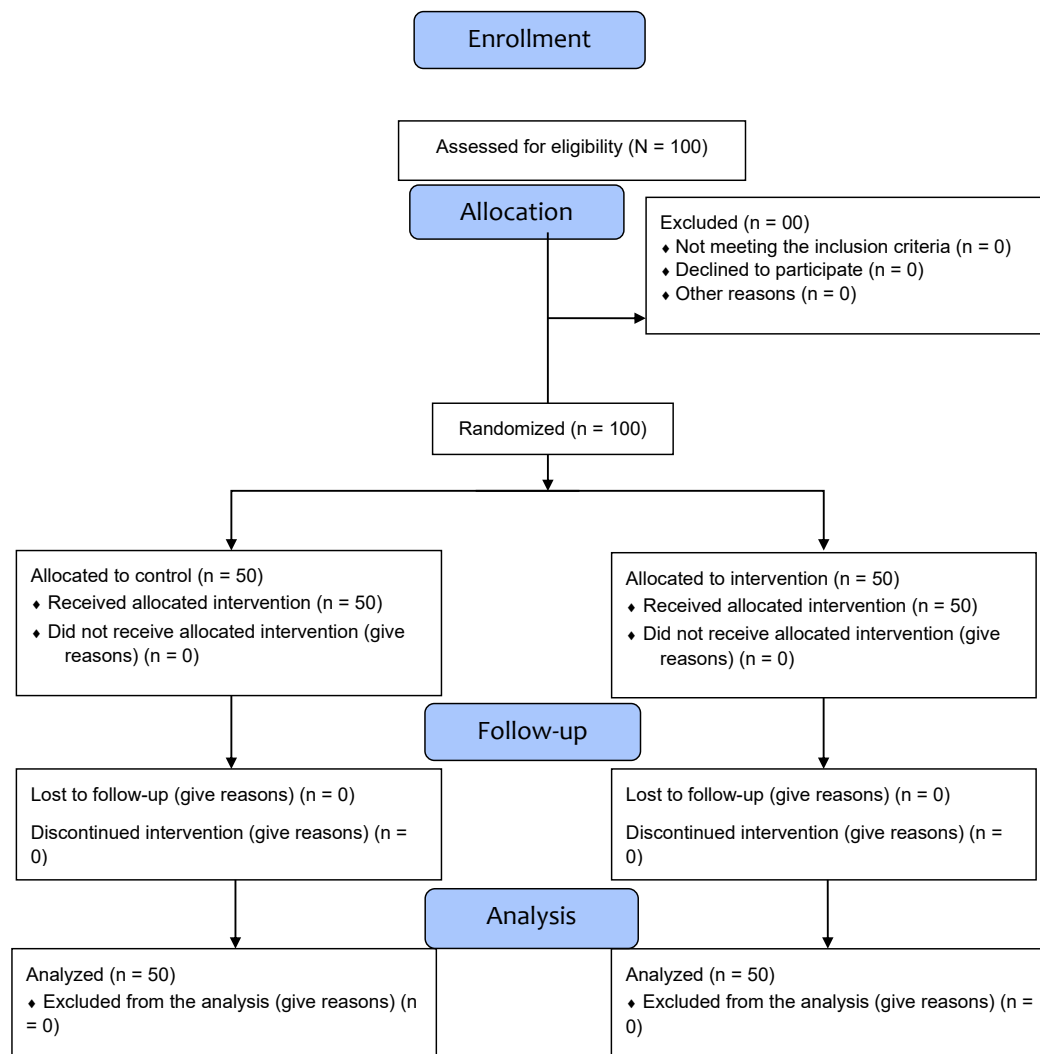 Enrollment
Assessed for eligibility (N = 100)
Allocation
Excluded (n = 00)
♦ Not meeting the inclusion criteria (n = 0)
♦ Declined to participate (n = 0)
♦ Other reasons (n = 0)
Randomized (n = 100)
Allocated to control (n = 50)
♦ Received allocated intervention (n = 50)
♦ Did not receive allocated intervention (give
reasons) (n = 0)
Allocated to intervention (n = 50)
♦ Received allocated intervention (n = 50)
♦ Did not receive allocated intervention (give
reasons) (n = 0)
Follow-up
Lost to follow-up (give reasons) (n = 0)
Discontinued intervention (give reasons) (n =
0)
Lost to follow-up (give reasons) (n = 0)
Discontinued intervention (give reasons) (n =
0)
Analysis
Analyzed (n = 50)
♦ Excluded from the analysis (give reasons) (n
= 0)
Analyzed (n = 50)
♦ Excluded from the analysis (give reasons) (n =
0)